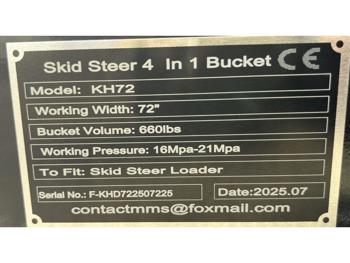 Skid Steer 4 In 1 Bucket CE
Model: KH72
Working Width: 72"
Bucket Volume: 660lbs
Working Pressure: 16Mpa-21Mpa
To Fit: Skid Steer Loader
Serial No.: F-KHD722507225 Date:2025.07
contactmms@foxmail.com